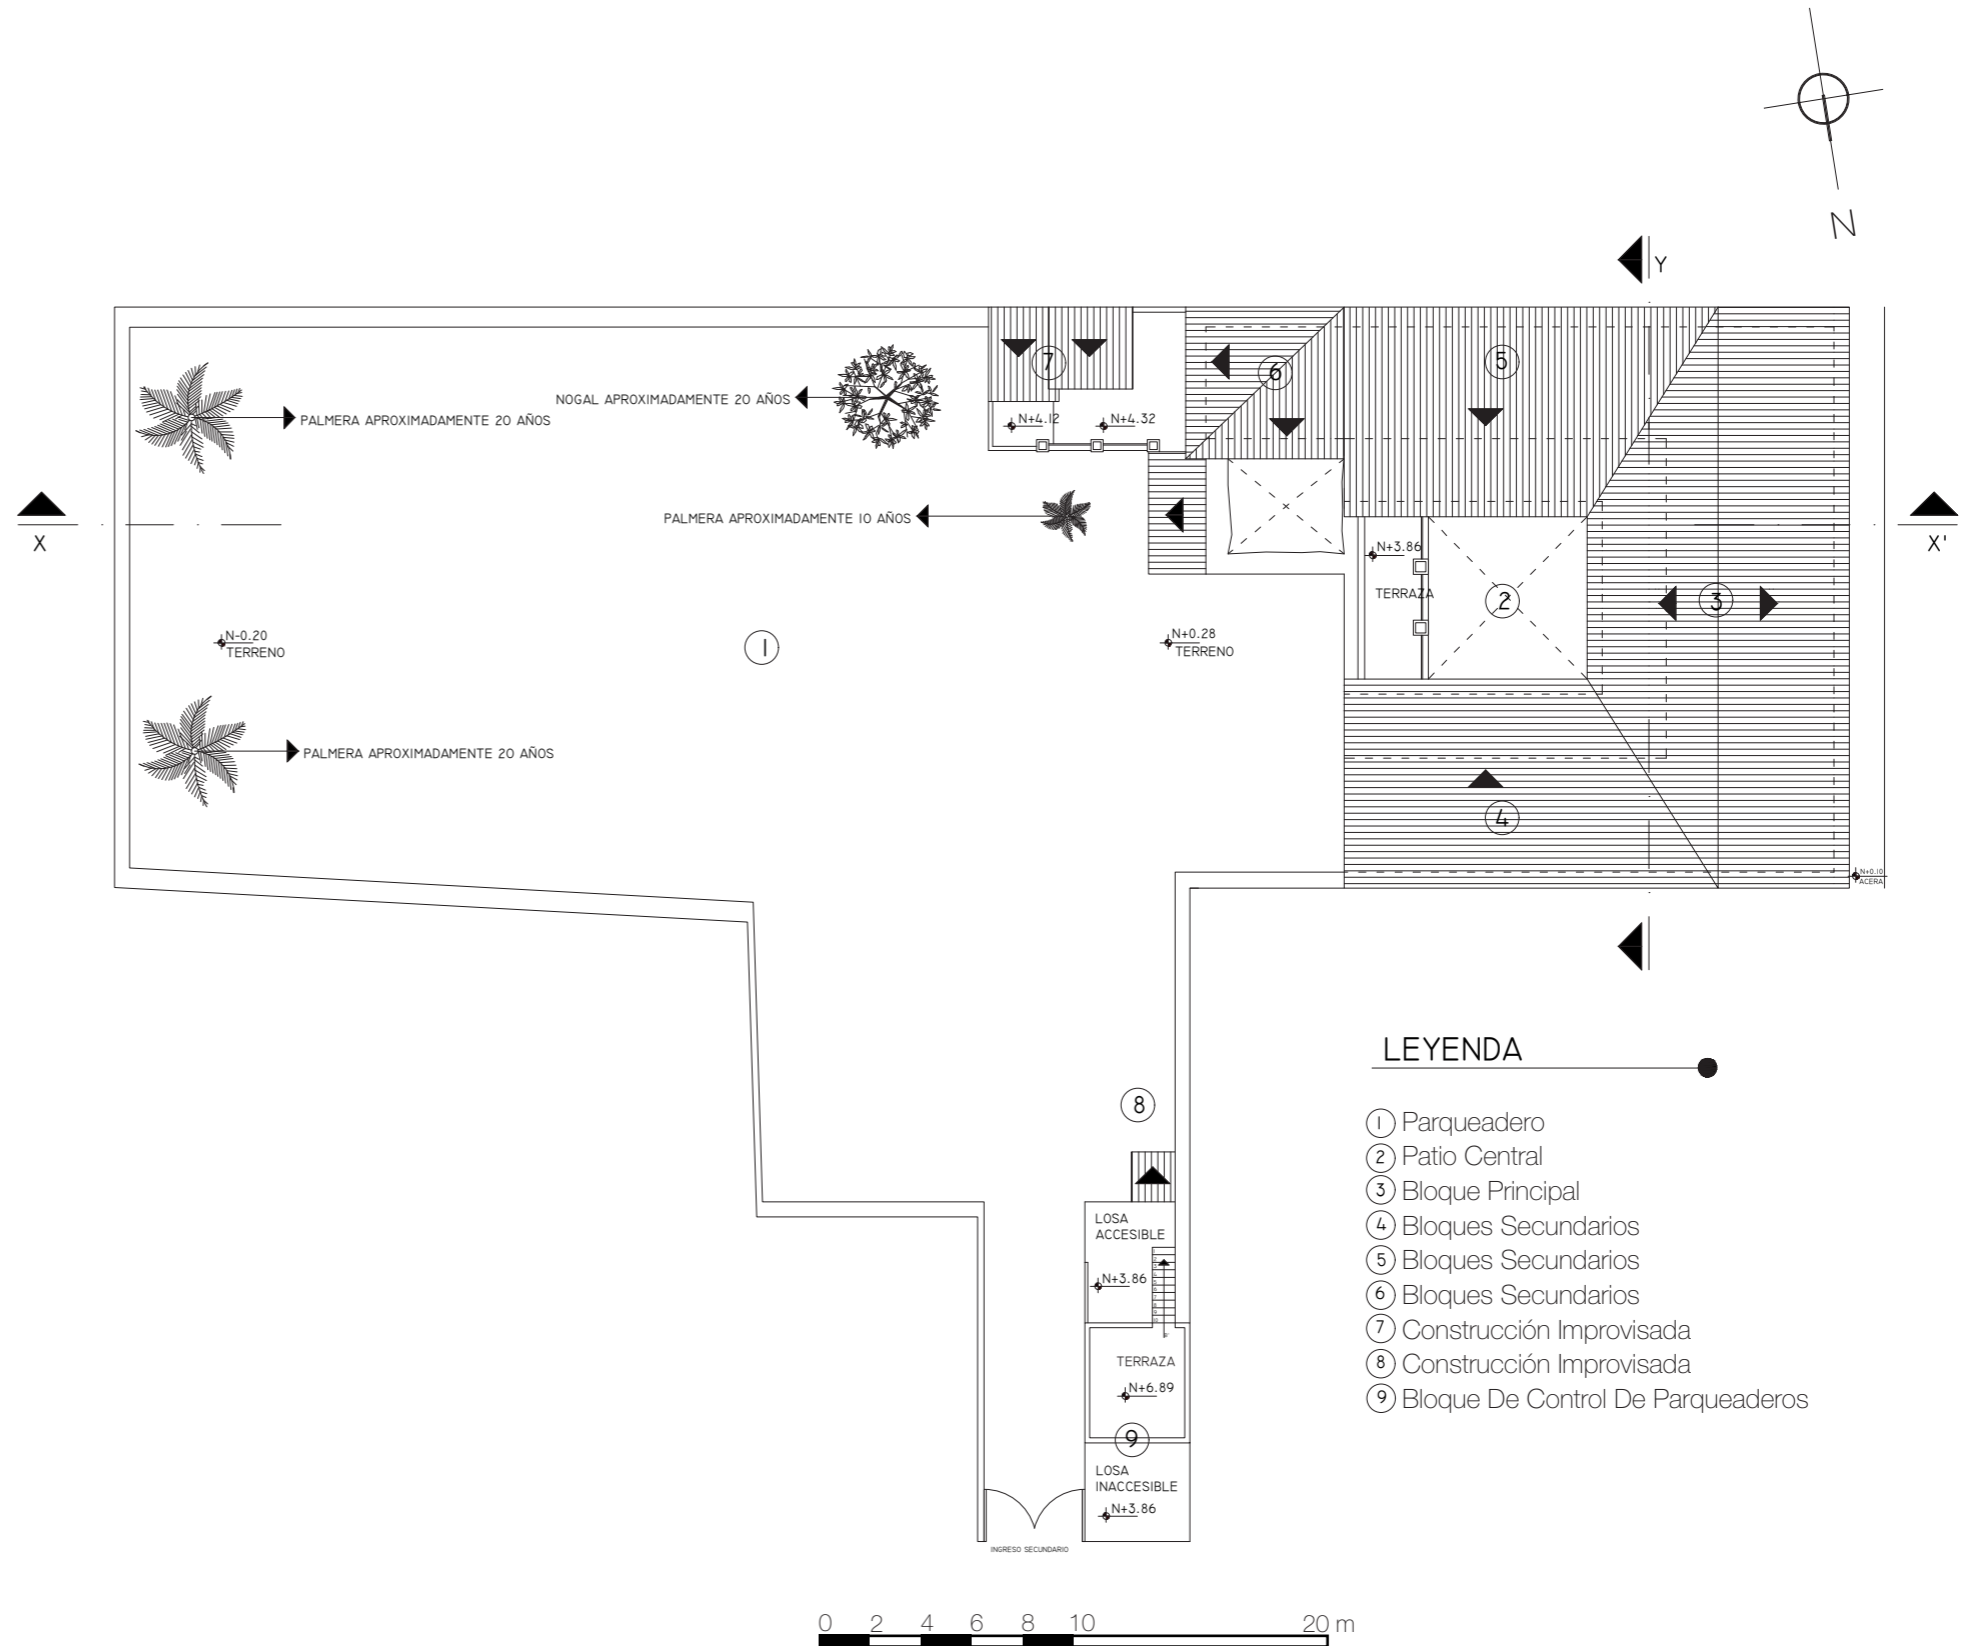 N
Y
7
5
6
NOGAL APROXIMADAMENTE 20 AÑOS
PALMERA APROXIMADAMENTE 20 AÑOS
N+4.12
N+4.32
PALMERA APROXIMADAMENTE 10 AÑOS
X
X'
N+3.86
TERRAZA
2
3
N-0.20
TERRENO
1
N+0.28
TERRENO
PALMERA APROXIMADAMENTE 20 AÑOS
4
N+0.10
ACERA
LEYENDA
1 Parqueadero
2 Patio Central
3 Bloque Principal
4 Bloques Secundarios
5 Bloques Secundarios
6 Bloques Secundarios
7 Construcción Improvisada
8 Construcción Improvisada
9 Bloque De Control De Parqueaderos
8
LOSA
ACCESIBLE
N+3.86
TERRAZA
N+6.89
9
LOSA
INACCESIBLE
N+3.86
INGRESO SECUNDARIO
0 2 4 6 8 10 20 m